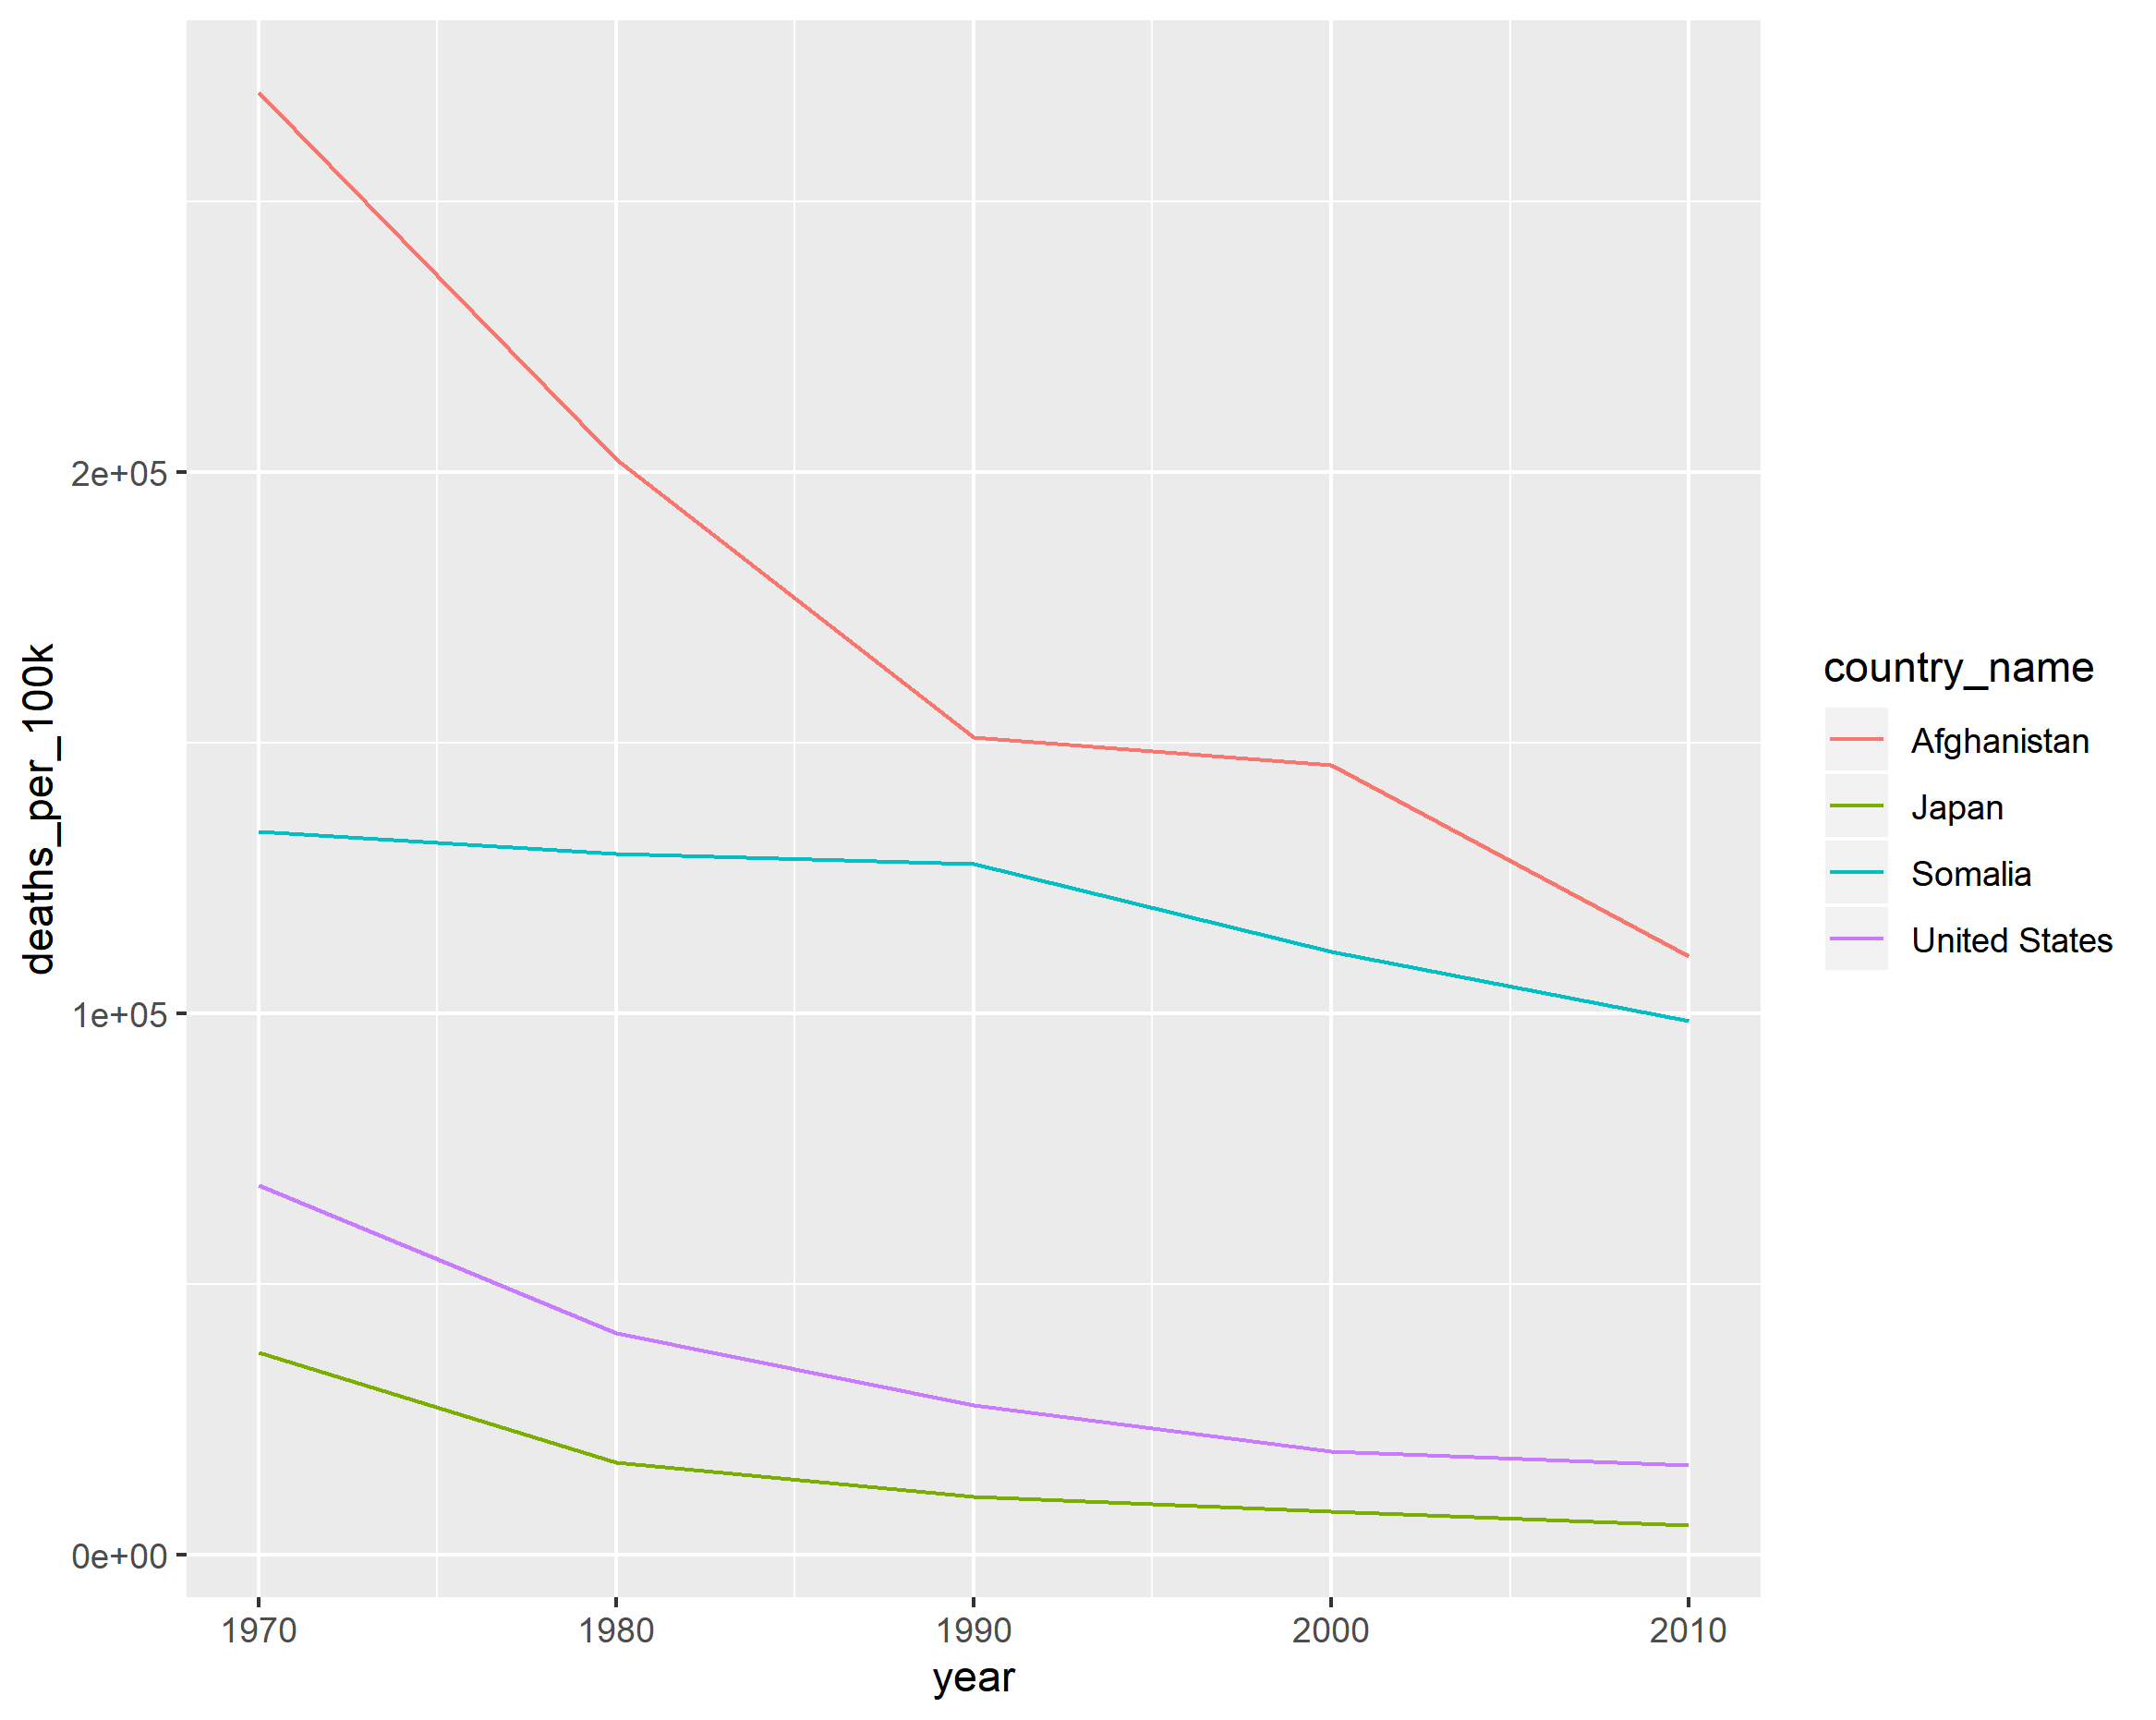 deaths_per_100k
2e+05
1e+05
0e+00
1970 1980 1990 2000 2010
year
country_name
Afghanistan
Japan
Somalia
United States